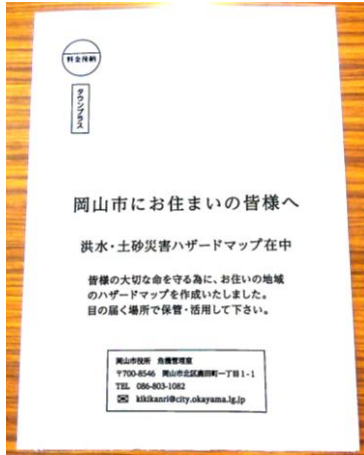 料金後納
タウンプラス
岡山市にお住まいの皆様へ
洪水・土砂災害ハザードマップ在中
皆様の大切な命を守る為に、お住いの地域
のハザードマップを作成いたしました。
目の届く場所で保管・活用して下さい。
岡山市役所 危機管理室
〒700-8546 岡山市北区鹿田町一丁目1-1
TEL 086-803-1082
kikikanri@city.okayama.lg.jp